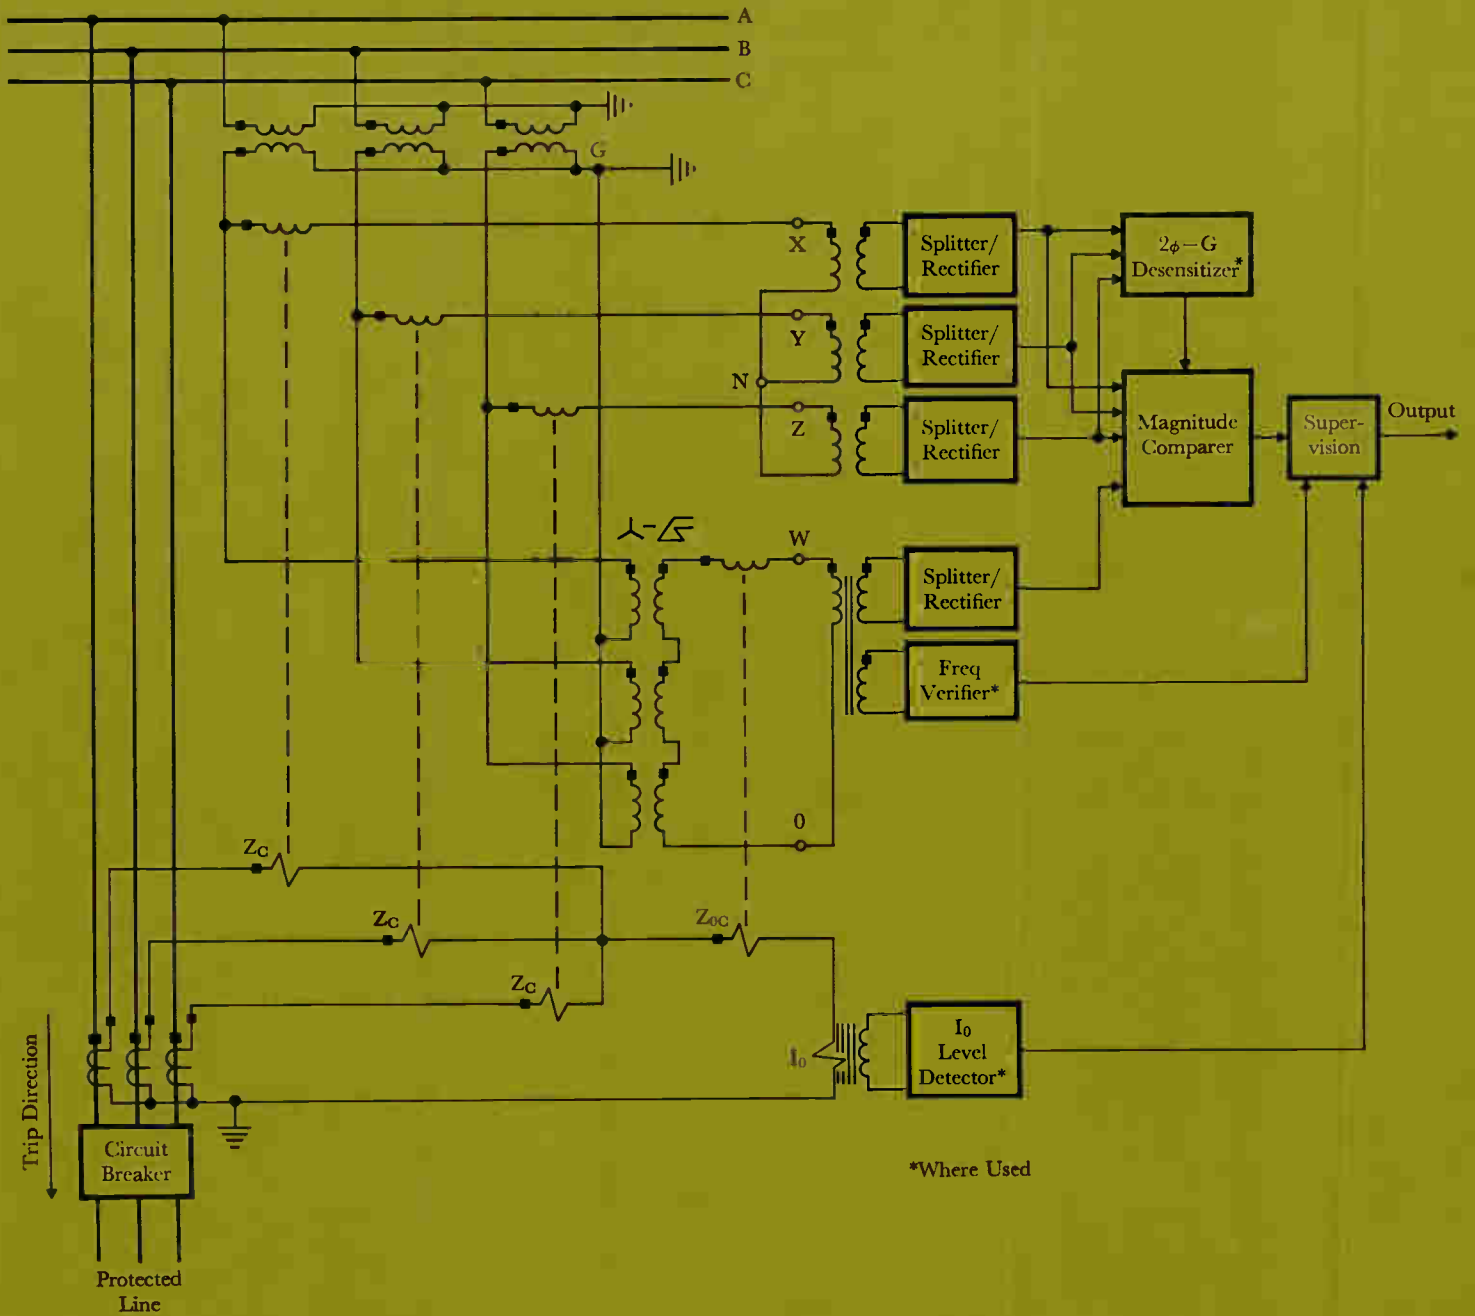 A
B
C
G
X
Y
N
Z
Splitter/
Rectifier
Splitter/
Rectifier
Splitter/
Rectifier
2ϕ–G
Desensitizer*
Magnitude
Comparer
Super-
vision
Output
W
0
Splitter/
Rectifier
Freq
Verifier*
ZC
ZC
ZC
Z0C
I0
I0
Level
Detector*
Trip Direction
Circuit
Breaker
Protected
Line
*Where Used